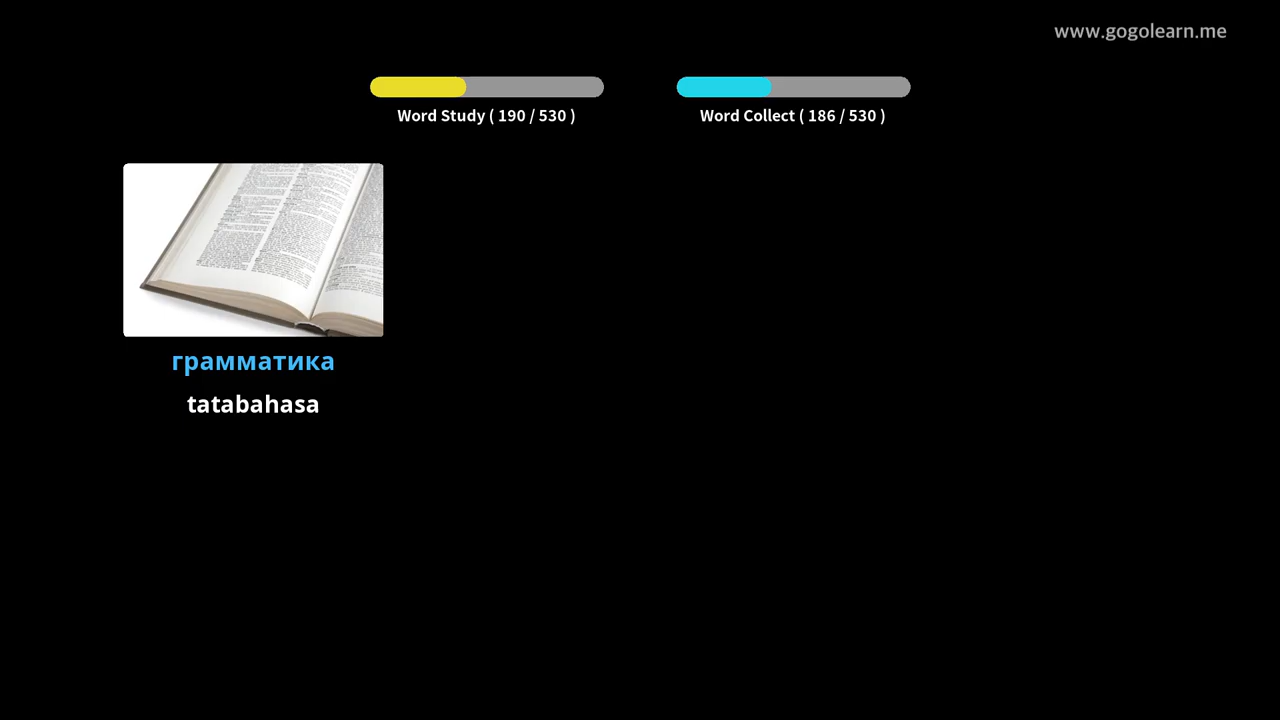 www.gogolearn.me
Word Study ( 190 / 530 )
Word Collect ( 186 / 530 )
грамматика
tatabahasa